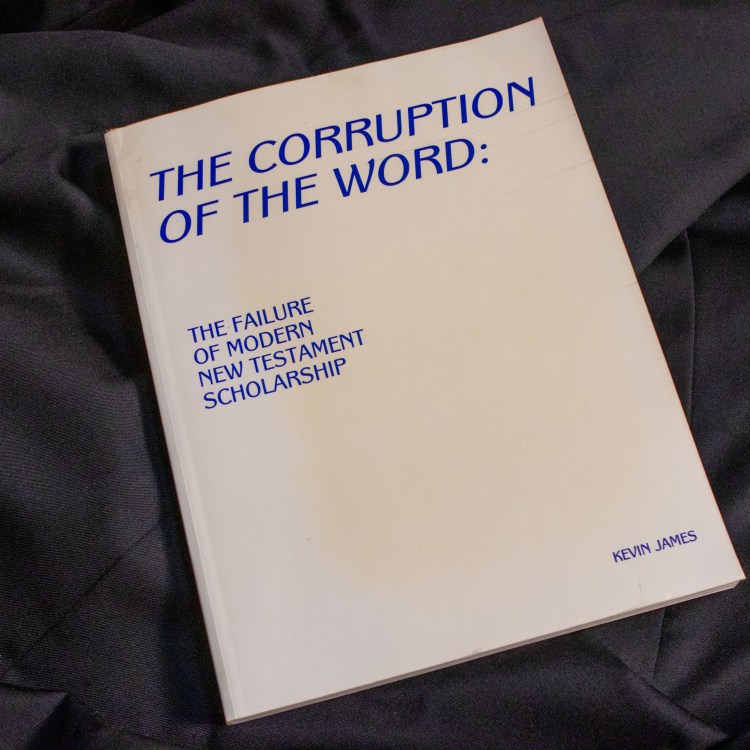 THE CORRUPTION
OF THE WORD:
THE FAILURE
OF MODERN
NEW TESTAMENT
SCHOLARSHIP
KEVIN JAMES